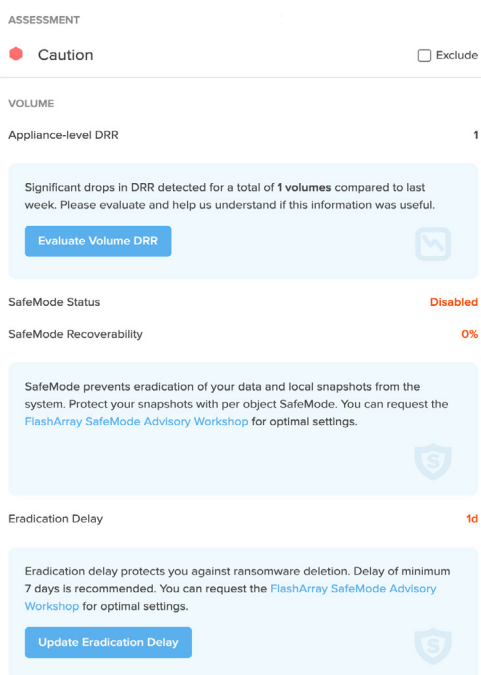 ASSESSMENT
Caution
Exclude
VOLUME
Appliance-level DRR 1
Significant drops in DRR detected for a total of 1 volumes compared to last
week. Please evaluate and help us understand if this information was useful.
Evaluate Volume DRR
SafeMode Status Disabled
SafeMode Recoverability 0%
SafeMode prevents eradication of your data and local snapshots from the
system. Protect your snapshots with per object SafeMode. You can request the
FlashArray SafeMode Advisory Workshop for optimal settings.
S
Eradication Delay 1d
Eradication delay protects you against ransomware deletion. Delay of minimum
7 days is recommended. You can request the FlashArray SafeMode Advisory
Workshop for optimal settings.
Update Eradication Delay
S